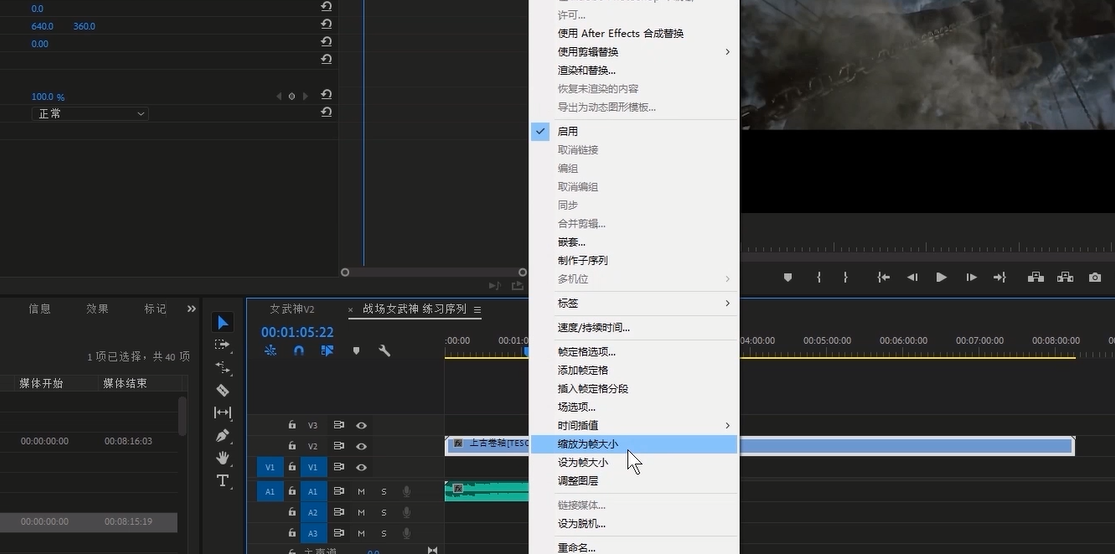 0.0
640.0 360.0
0.00
100.0 %
正常
许可...
使用 After Effects 合成替换
使用剪辑替换
渲染和替换...
恢复未渲染的内容
导出为动态图形模板...
启用
取消链接
编组
取消编组
同步
合并剪辑...
嵌套...
制作子序列
多机位
标签
速度/持续时间...
帧定格选项...
添加帧定格
插入帧定格分段
场选项...
时间插值
缩放为帧大小
设为帧大小
调整图层
链接媒体...
设为脱机...
重命名...
信息 效果 标记
1 项已选择，共 40 项
媒体开始 媒体结束
00:00:00:00 00:08:16:03
00:00:00:00 00:08:15:19
女武神V2 × 战场女武神 练习序列
00:00:1:05:22
:00:00 00:01:0 04:00:00 00:05:00:00 00:06:00:00 00:07:00:00 00:08:00:00 00
V3
V2 fx 上古卷轴[TESO
V1 V1
A1 A1 M S fx
A2 M S
A3 M S
主声道 0.0